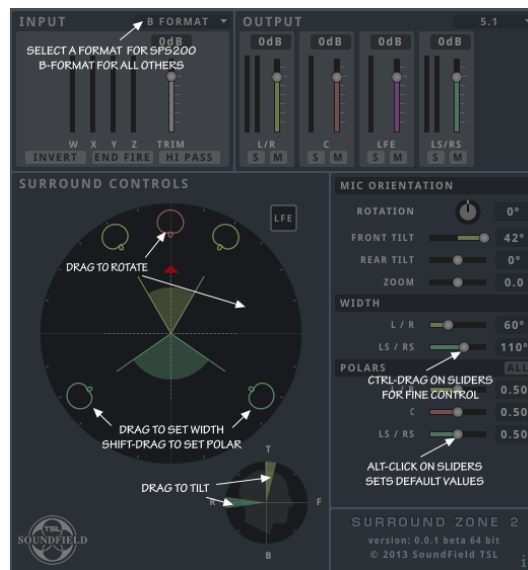 INPUT
B FORMAT
OUTPUT
5.1
0dB
0dB
0dB
0dB
0dB
SELECT A FORMAT FOR SPS200
B-FORMAT FOR ALL OTHERS
W X Y Z TRIM
L/R
C
LFE
LS/RS
INVERT
END FIRE
HI PASS
S M
S M
S M
S M
SURROUND CONTROLS
LFE
DRAG TO ROTATE
DRAG TO SET WIDTH
SHIFT-DRAG TO SET POLAR
DRAG TO TILT
T
R
F
B
MIC ORIENTATION
ROTATION 0°
FRONT TILT 42°
REAR TILT 0°
ZOOM 0.0
WIDTH
L / R 60°
LS / RS 110°
POLARS ALL
CTRL-DRAG ON SLIDERS
FOR FINE CONTROL
0.50
C 0.50
LS / RS 0.50
ALT-CLICK ON SLIDERS
SETS DEFAULT VALUES
TSL
SOUNDFIELD
SURROUND ZONE 2
version: 0.0.1 beta 64 bit
© 2013 SoundField TSL
i